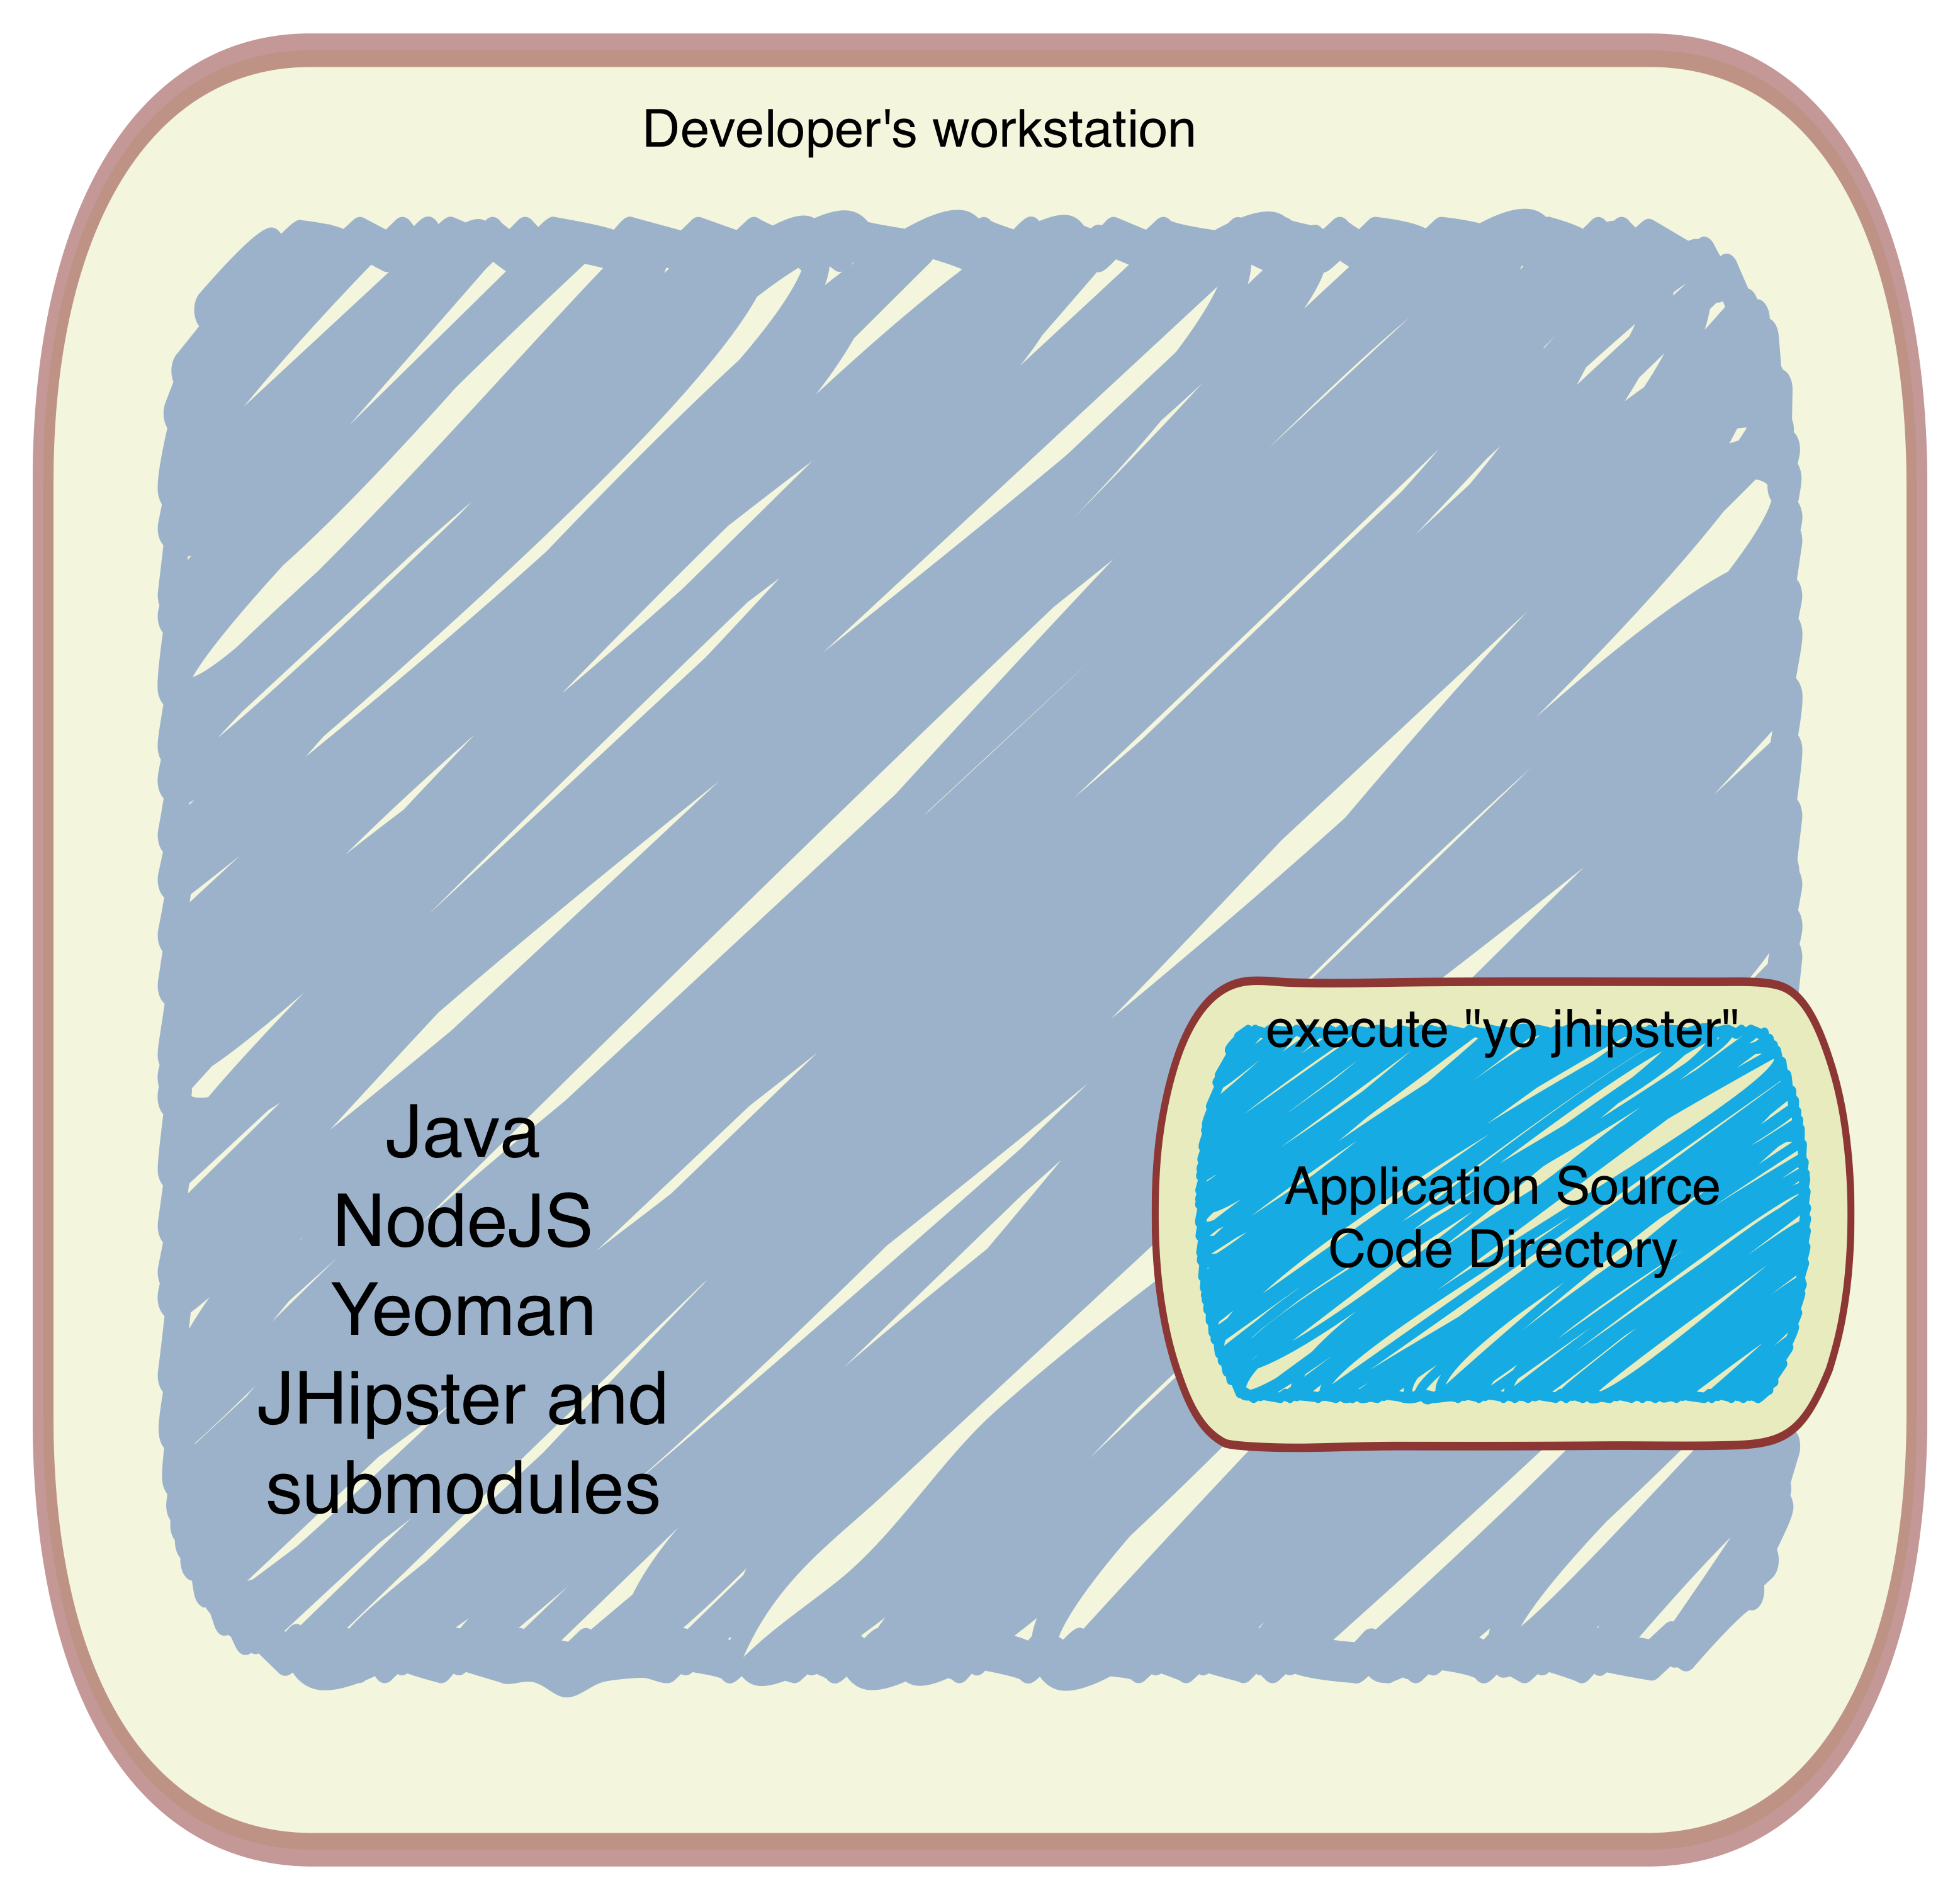 Developer's workstation
execute "yo jhipster"
Application Source
Code Directory
Java
NodeJS
Yeoman
JHipster and
submodules